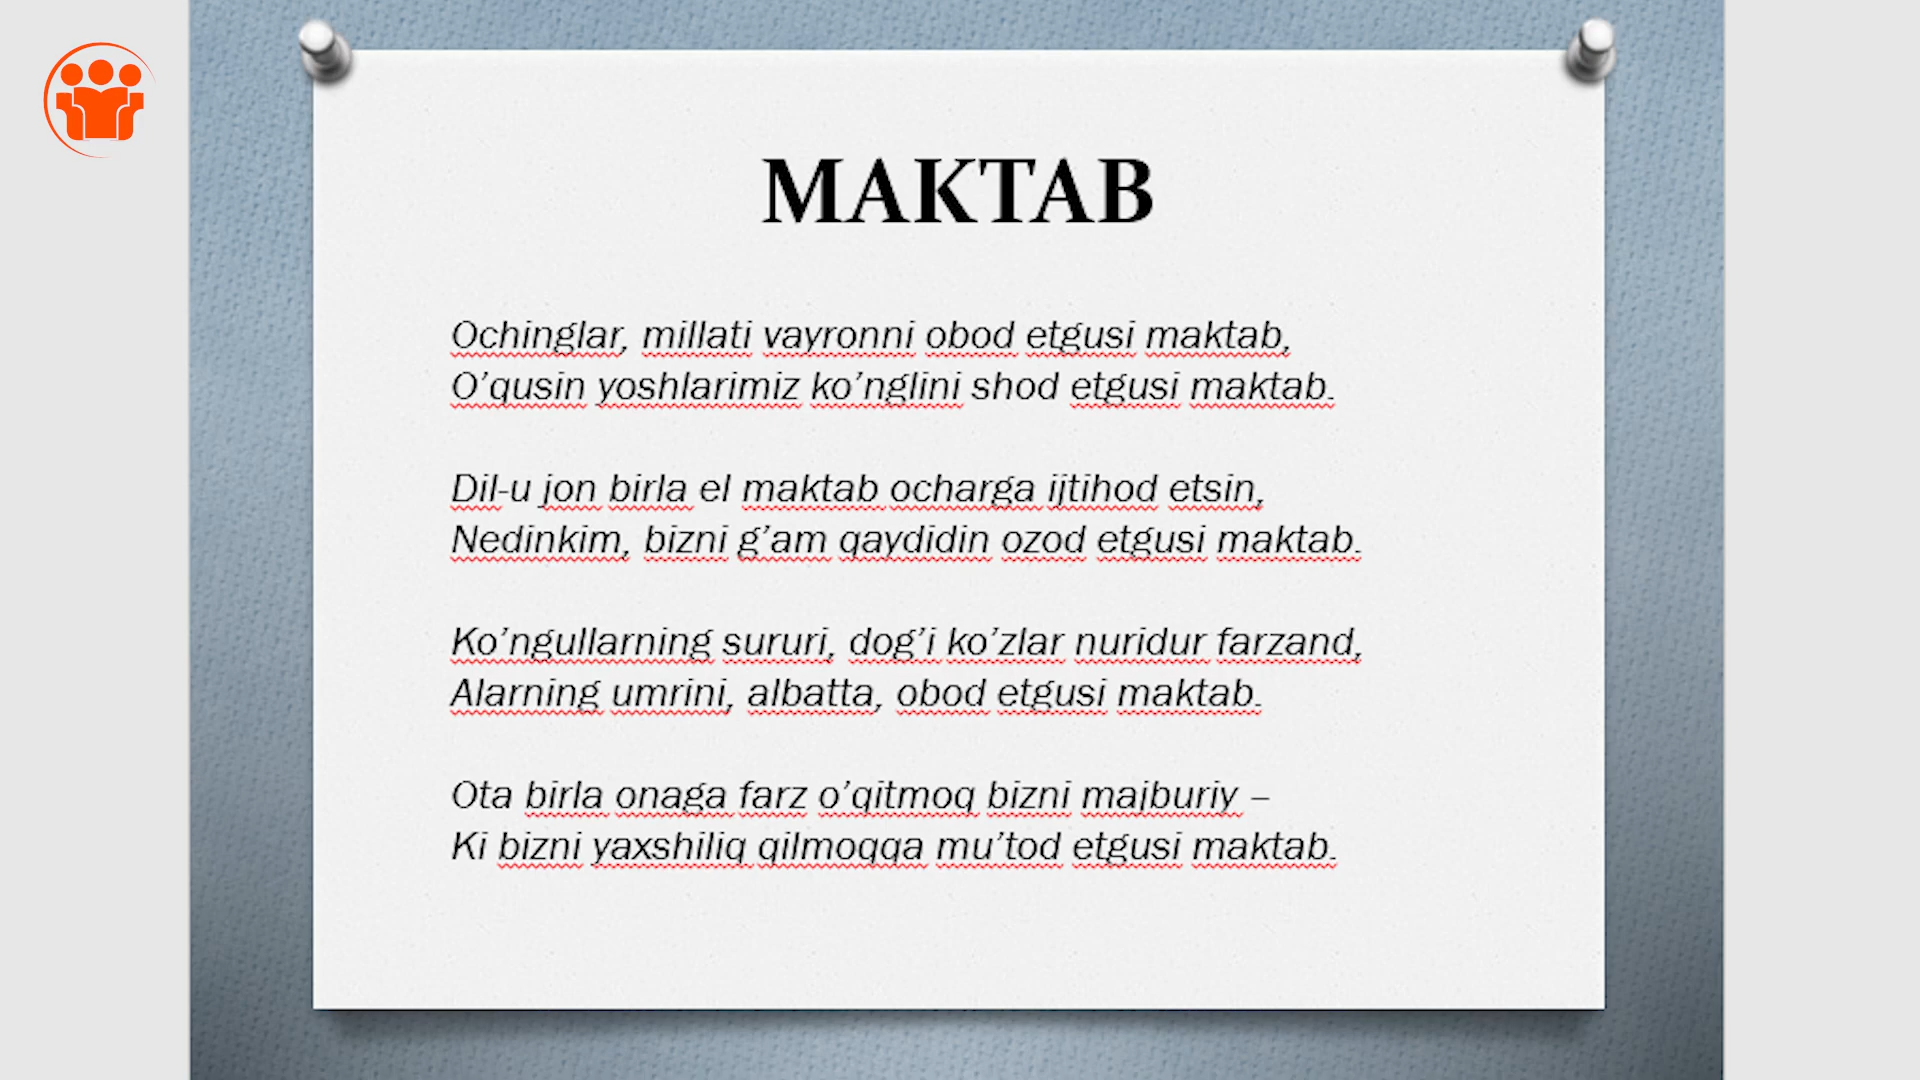 MAKTAB
Ochinglar, millati vayronni obod etgusi maktab,
O’qusin yoshlarimiz ko’nglini shod etgusi maktab.
Dil-u jon birla el maktab ocharga ijtihod etsin,
Nedinkim, bizni g’am qaydidin ozod etgusi maktab.
Ko’ngullarning sururi, dog’i ko’zlar nuridur farzand,
Alarning umrini, albatta, obod etgusi maktab.
Ota birla onaga farz o’qitmoq bizni majburiy –
Ki bizni yaxshiliq qilmoqqa mu’tod etgusi maktab.